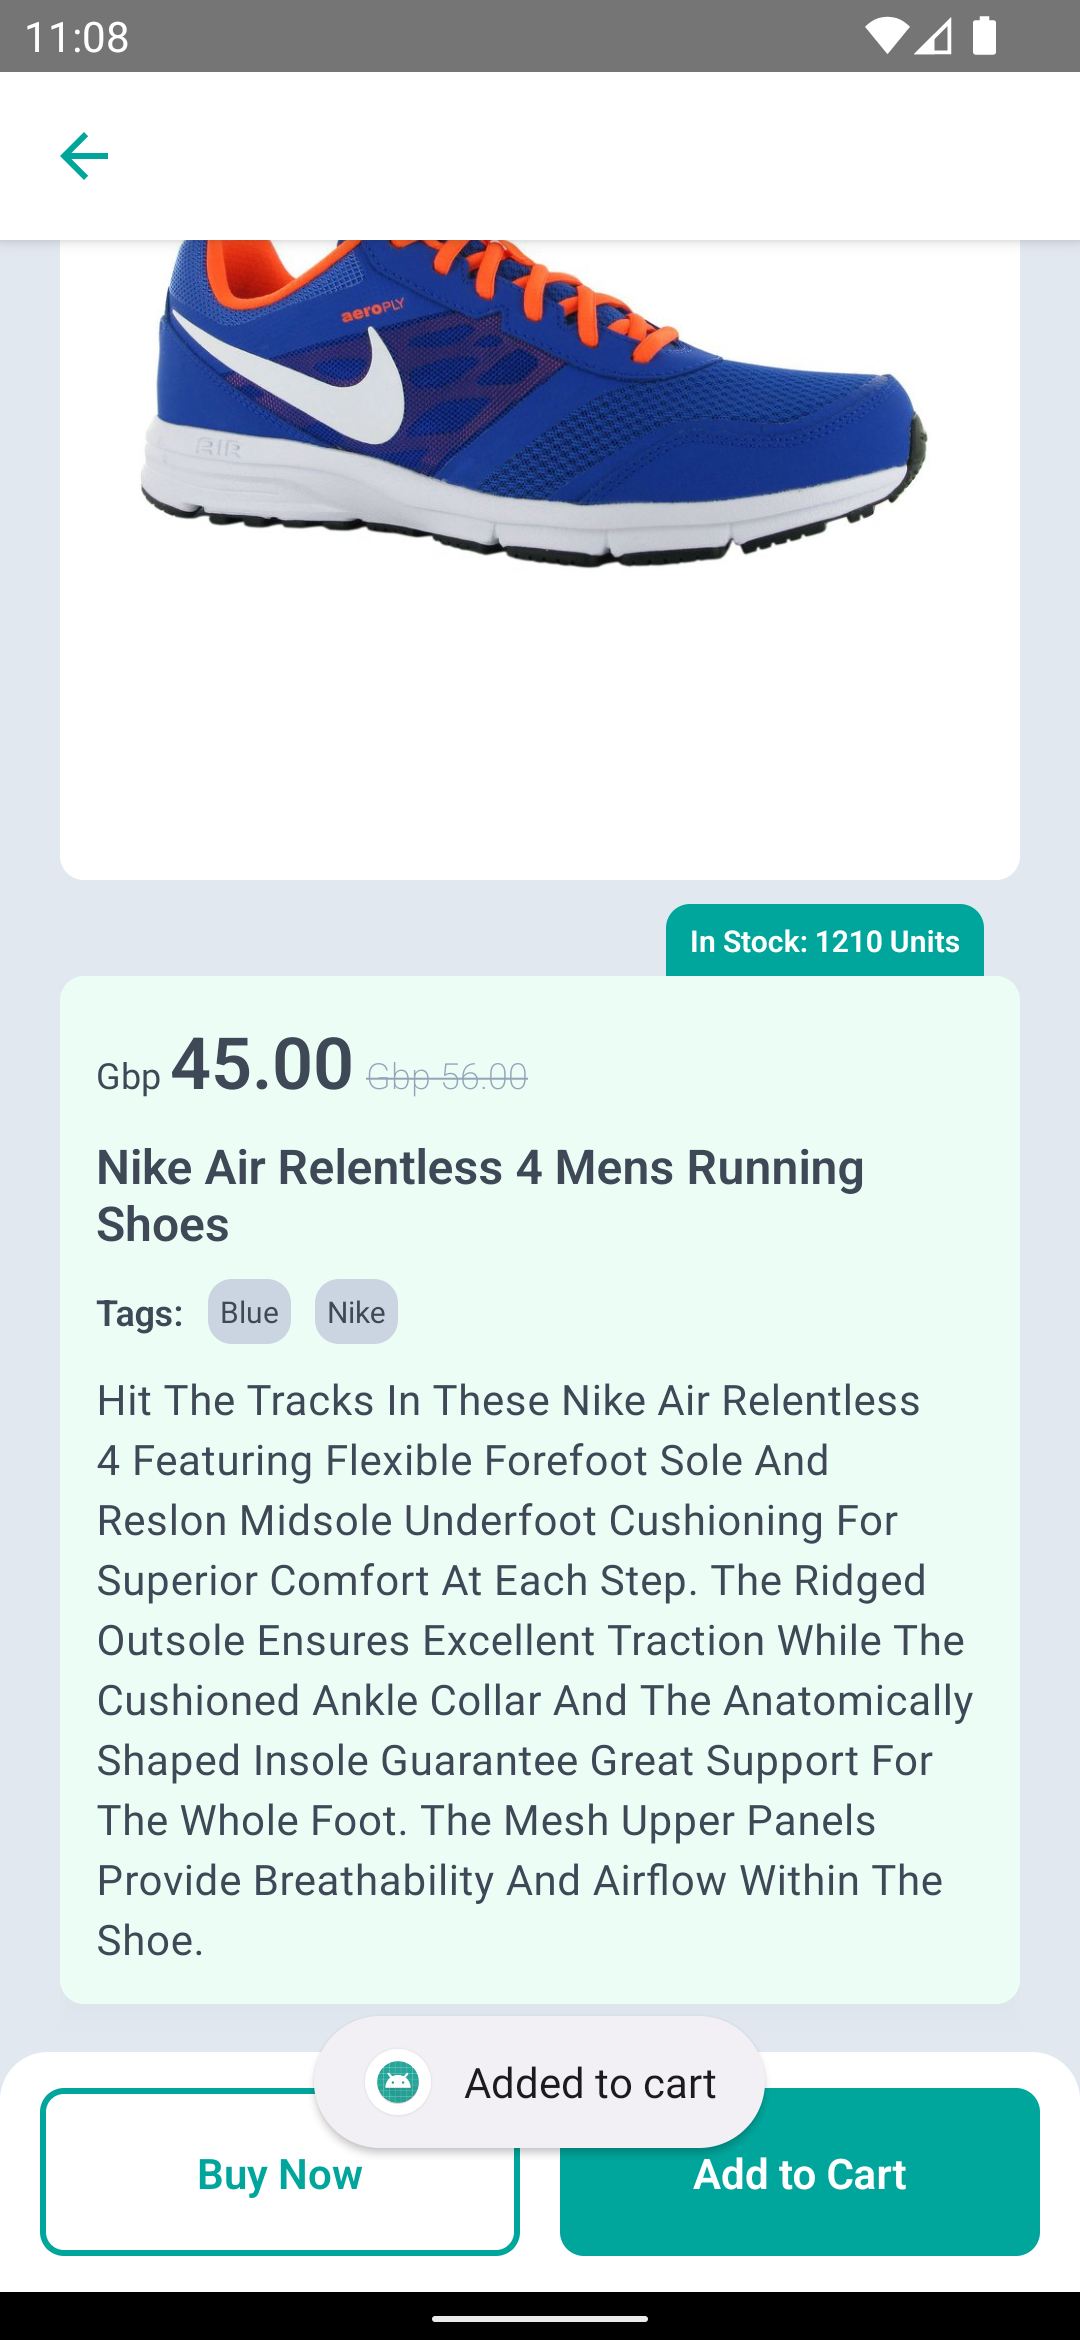 11:08
aeroPLY
AIR
In Stock: 1210 Units
Gbp 45.00 Gbp 56.00
Nike Air Relentless 4 Mens Running
Shoes
Tags: Blue Nike
Hit The Tracks In These Nike Air Relentless
4 Featuring Flexible Forefoot Sole And
Reslon Midsole Underfoot Cushioning For
Superior Comfort At Each Step. The Ridged
Outsole Ensures Excellent Traction While The
Cushioned Ankle Collar And The Anatomically
Shaped Insole Guarantee Great Support For
The Whole Foot. The Mesh Upper Panels
Provide Breathability And Airflow Within The
Shoe.
Added to cart
Buy Now
Add to Cart